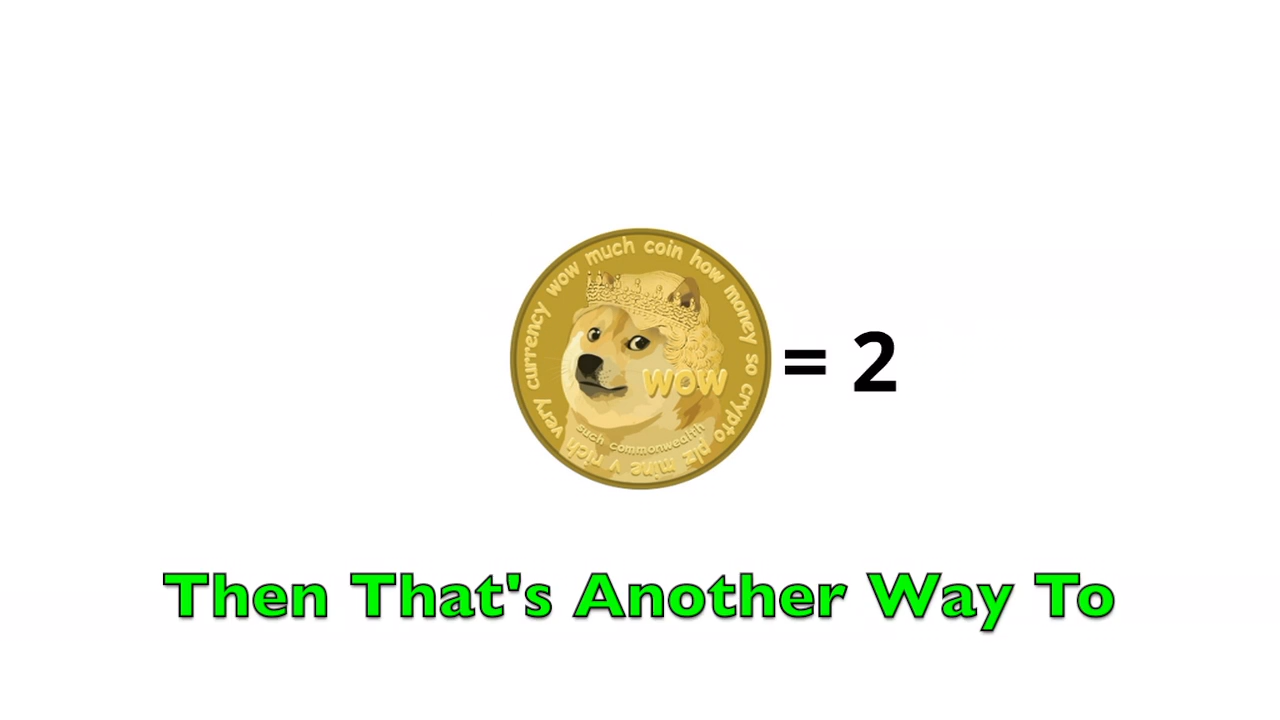 very currency wow much coin how money so crypto plz mine v rich
wow
such commonwealth
= 2
Then That's Another Way To